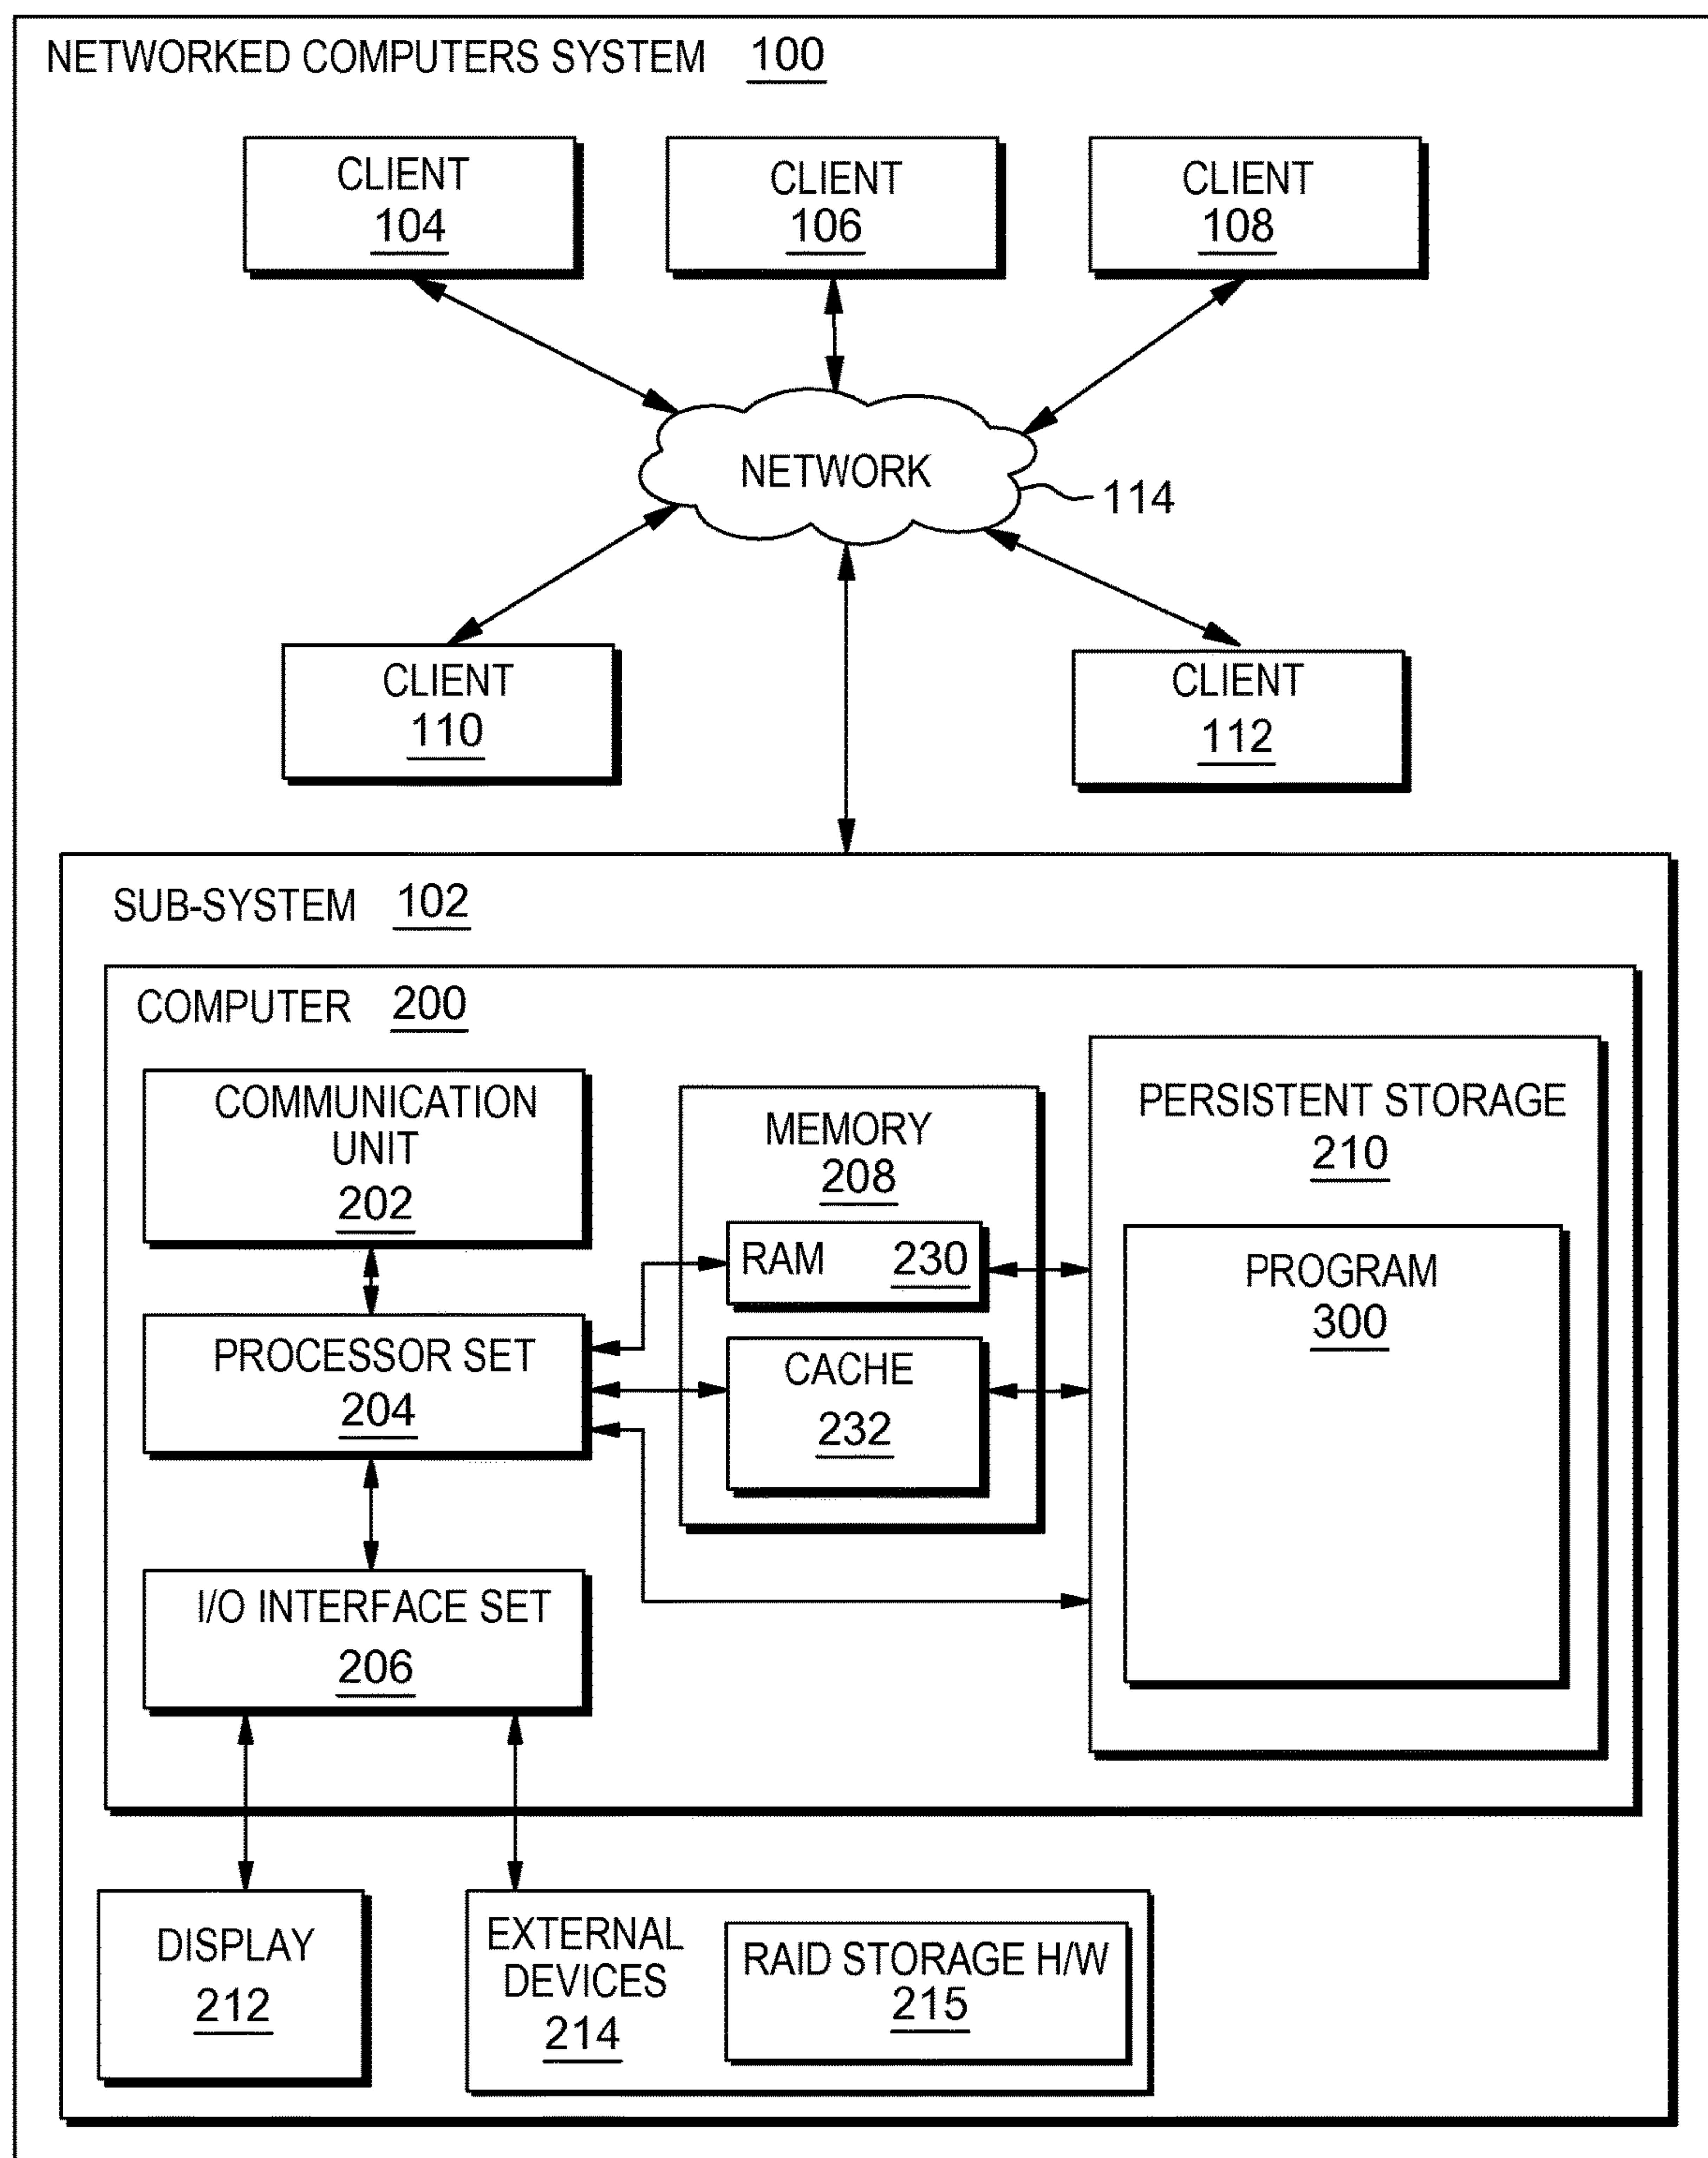 NETWORKED COMPUTERS SYSTEM 100
CLIENT
104
CLIENT
106
CLIENT
108
NETWORK
114
CLIENT
110
CLIENT
112
SUB-SYSTEM 102
COMPUTER 200
COMMUNICATION
UNIT
202
PROCESSOR SET
204
I/O INTERFACE SET
206
MEMORY
208
RAM 230
CACHE
232
PERSISTENT STORAGE
210
PROGRAM
300
DISPLAY
212
EXTERNAL
DEVICES
214
RAID STORAGE H/W
215